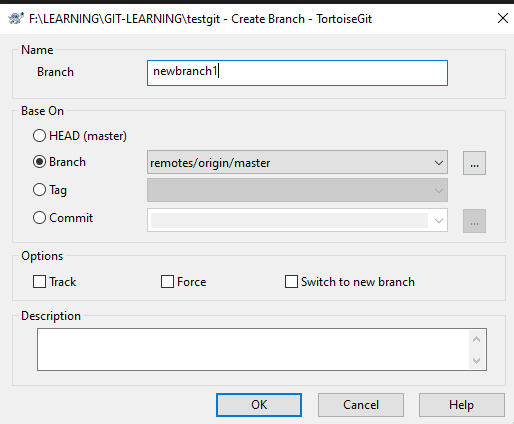 F:\LEARNING\GIT-LEARNING\testgit - Create Branch - TortoiseGit
Name
Branch
newbranch1
Base On
HEAD (master)
Branch
remotes/origin/master
...
Tag
Commit
...
Options
Track
Force
Switch to new branch
Description
OK
Cancel
Help